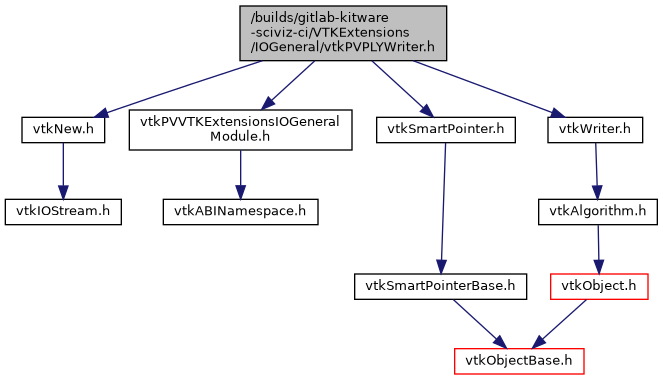 /builds/gitlab-kitware
-sciviz-ci/VTKExtensions
/IOGeneral/vtkPVPLYWriter.h
vtkNew.h
vtkPVVTKExtensionsIOGeneral
Module.h
vtkSmartPointer.h
vtkWriter.h
vtkIOStream.h
vtkABINamespace.h
vtkAlgorithm.h
vtkSmartPointerBase.h
vtkObject.h
vtkObjectBase.h